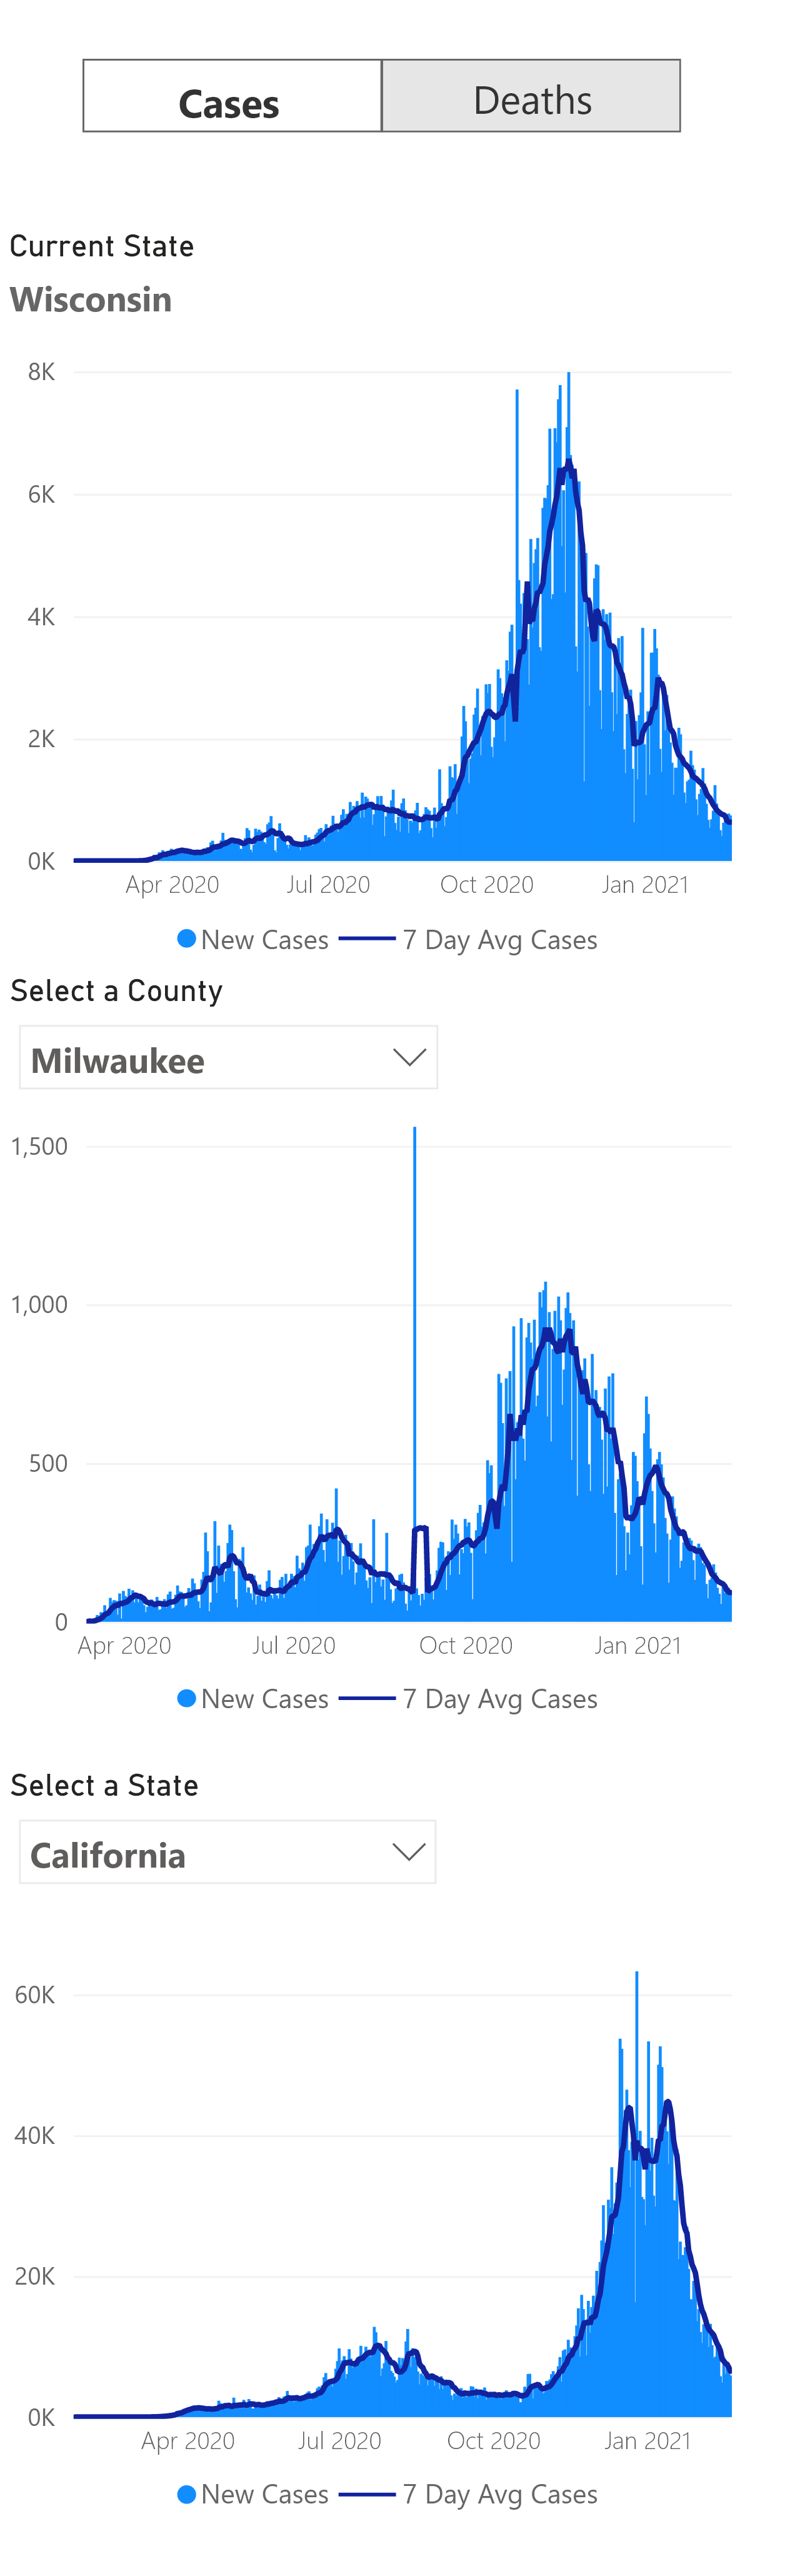 Cases Deaths
Current State
Wisconsin
8K
6K
4K
2K
0K
Apr 2020 Jul 2020 Oct 2020 Jan 2021
New Cases 7 Day Avg Cases
Select a County
Milwaukee
1,500
1,000
500
0
Apr 2020 Jul 2020 Oct 2020 Jan 2021
New Cases 7 Day Avg Cases
Select a State
California
60K
40K
20K
0K
Apr 2020 Jul 2020 Oct 2020 Jan 2021
New Cases 7 Day Avg Cases